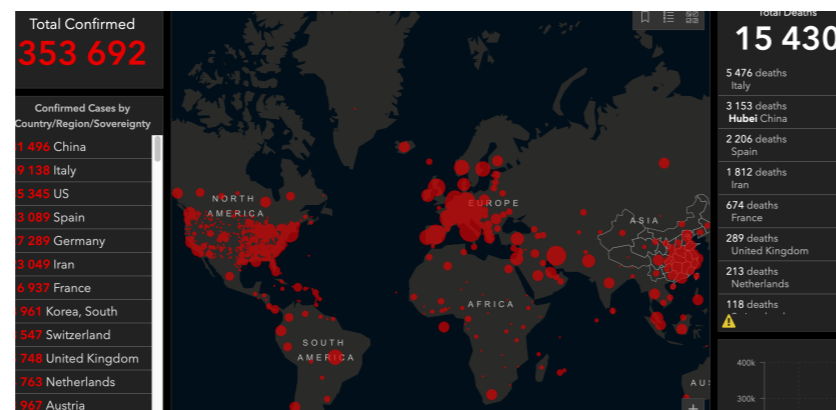 Total Confirmed
353 692
Confirmed Cases by
Country/Region/Sovereignty
1 496 China
9 138 Italy
5 345 US
3 089 Spain
7 289 Germany
3 049 Iran
6 937 France
961 Korea, South
547 Switzerland
748 United Kingdom
763 Netherlands
967 Austria
NORTH
AMERICA
SOUTH
AMERICA
EUROPE
AFRICA
ASIA
AU
Total Deaths
15 430
5 476 deaths
Italy
3 153 deaths
Hubei China
2 206 deaths
Spain
1 812 deaths
Iran
674 deaths
France
289 deaths
United Kingdom
213 deaths
Netherlands
118 deaths
400k
300k